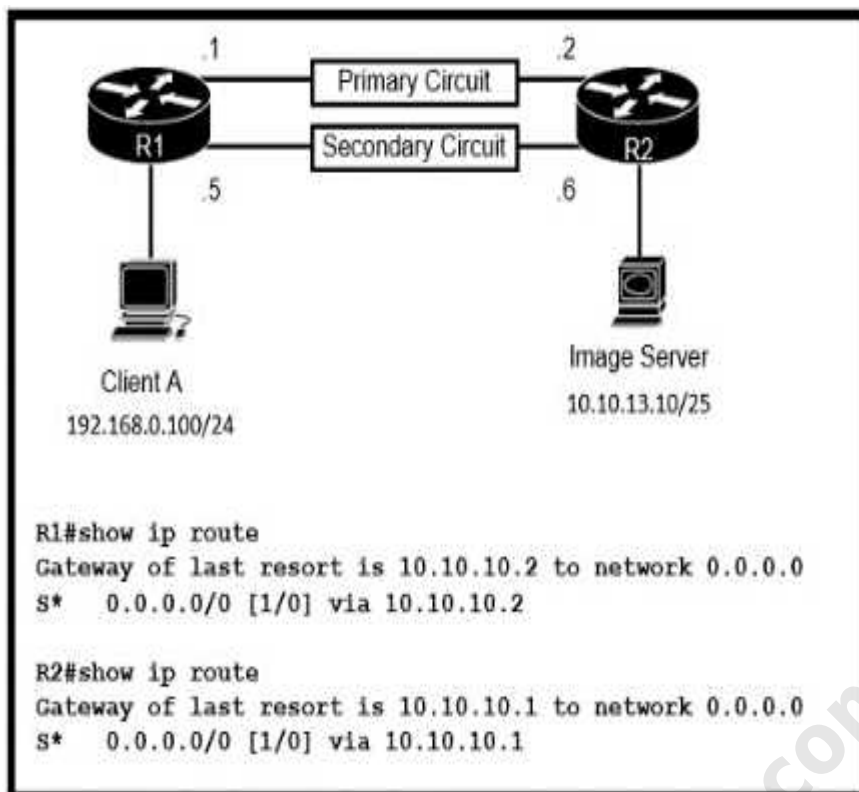 .1
.2
Primary Circuit
R1
Secondary Circuit
R2
.5
.6
Client A
192.168.0.100/24
Image Server
10.10.13.10/25
R1#show ip route
Gateway of last resort is 10.10.10.2 to network 0.0.0.0
S* 0.0.0.0/0 [1/0] via 10.10.10.2
R2#show ip route
Gateway of last resort is 10.10.10.1 to network 0.0.0.0
S* 0.0.0.0/0 [1/0] via 10.10.10.1